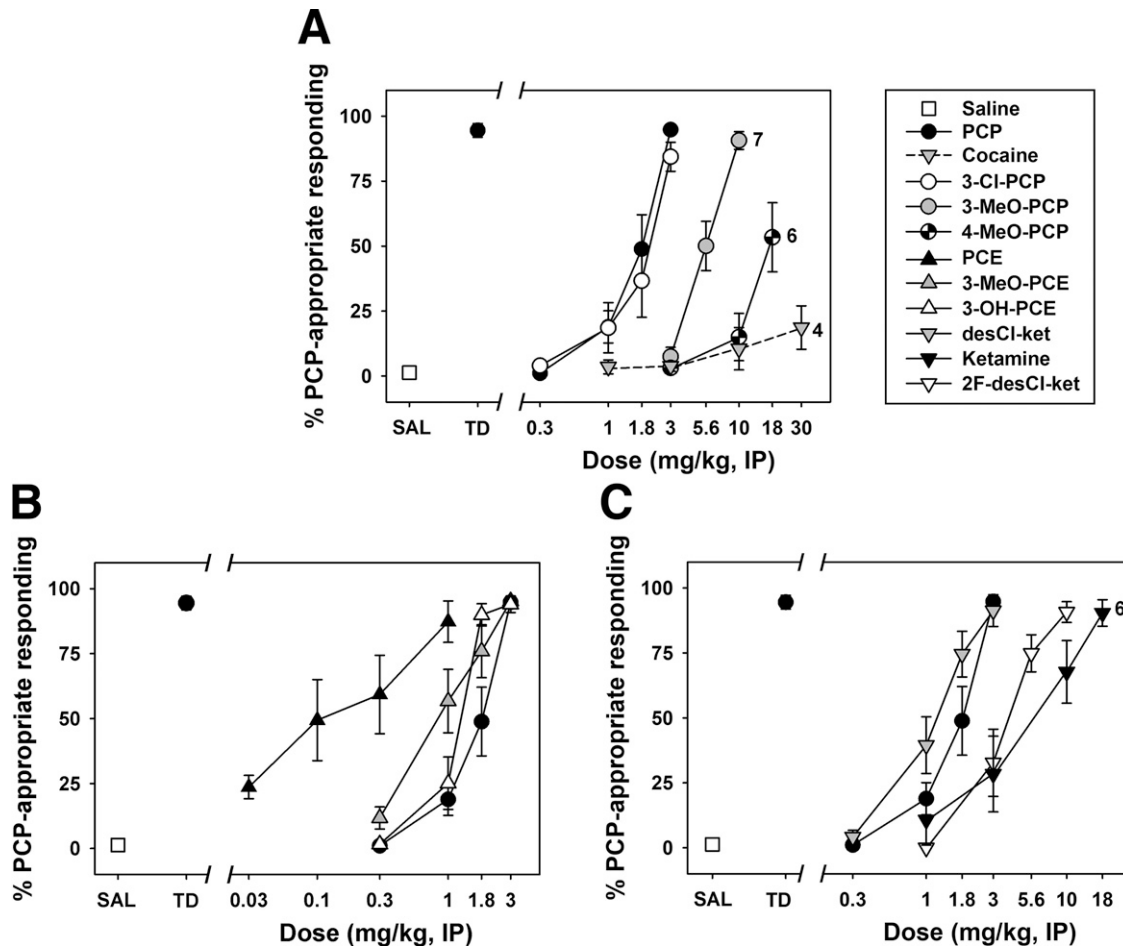 A
% PCP-appropriate responding
100
75
50
25
0
7
6
4
SAL
TD
0.3
1
1.8
3
5.6
10
18
30
Dose (mg/kg, IP)
Saline
PCP
Cocaine
3-Cl-PCP
3-MeO-PCP
4-MeO-PCP
PCE
3-MeO-PCE
3-OH-PCE
desCl-ket
Ketamine
2F-desCl-ket
B
% PCP-appropriate responding
100
75
50
25
0
SAL
TD
0.03
0.1
0.3
1
1.8
3
Dose (mg/kg, IP)
C
% PCP-appropriate responding
100
75
50
25
0
6
SAL
TD
0.3
1
1.8
3
5.6
10
18
Dose (mg/kg, IP)